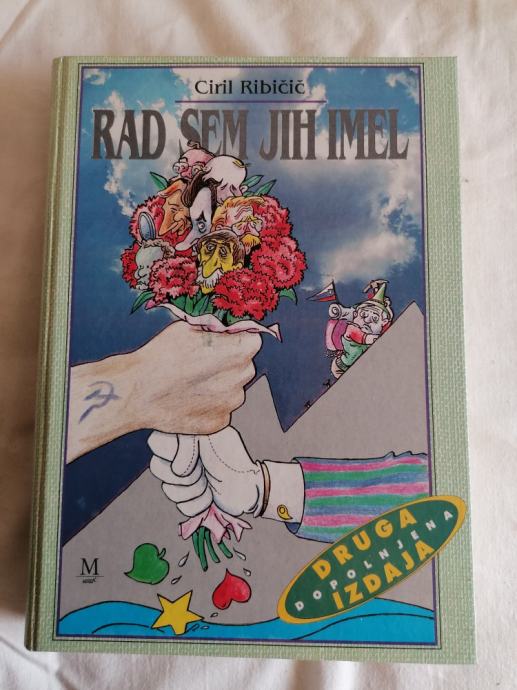 Ciril Ribičič
RAD SEM JIH IMEL
DRUGA
DOPOLNJENA
IZDAJA
M